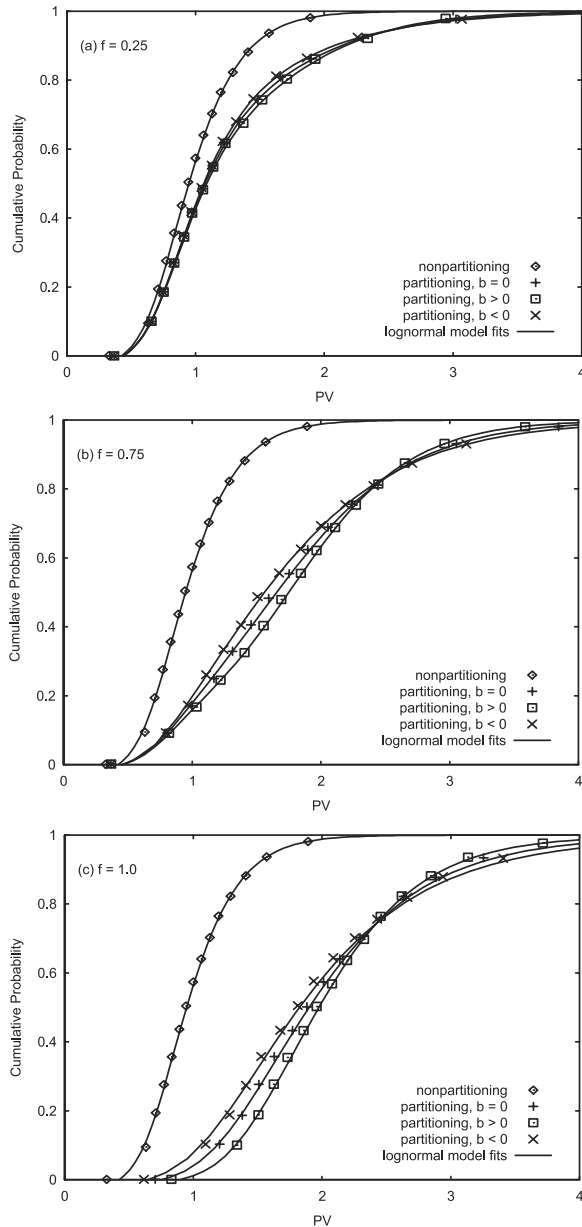 (a) f = 0.25
Cumulative Probability
1
0.8
0.6
0.4
0.2
0
nonpartitioning
partitioning, b = 0
partitioning, b > 0
partitioning, b < 0
lognormal model fits
0 1 2 3 4
PV
(b) f = 0.75
Cumulative Probability
1
0.8
0.6
0.4
0.2
0
nonpartitioning
partitioning, b = 0
partitioning, b > 0
partitioning, b < 0
lognormal model fits
0 1 2 3 4
PV
(c) f = 1.0
Cumulative Probability
1
0.8
0.6
0.4
0.2
0
nonpartitioning
partitioning, b = 0
partitioning, b > 0
partitioning, b < 0
lognormal model fits
0 1 2 3 4
PV